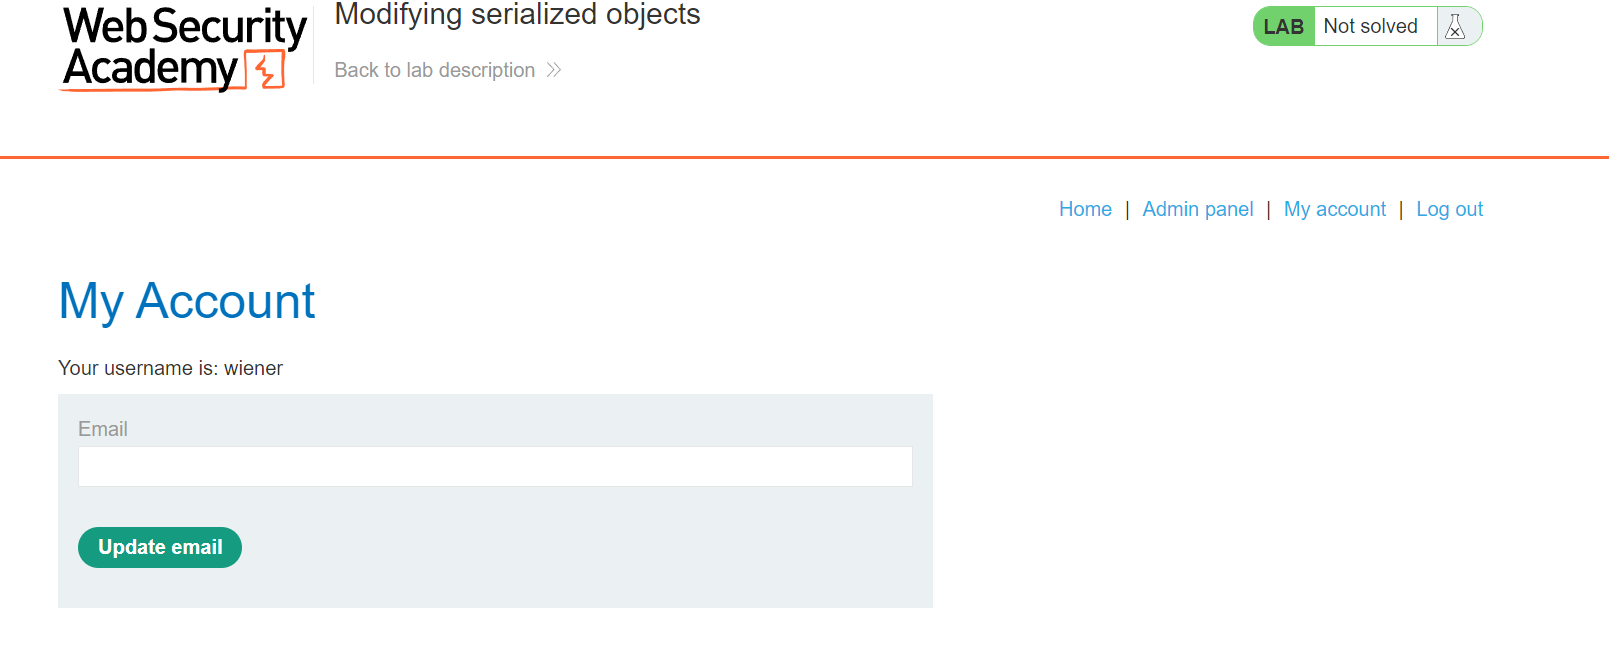 Web Security
Academy
Modifying serialized objects
Back to lab description
LAB Not solved
Home | Admin panel | My account | Log out
My Account
Your username is: wiener
Email
Update email